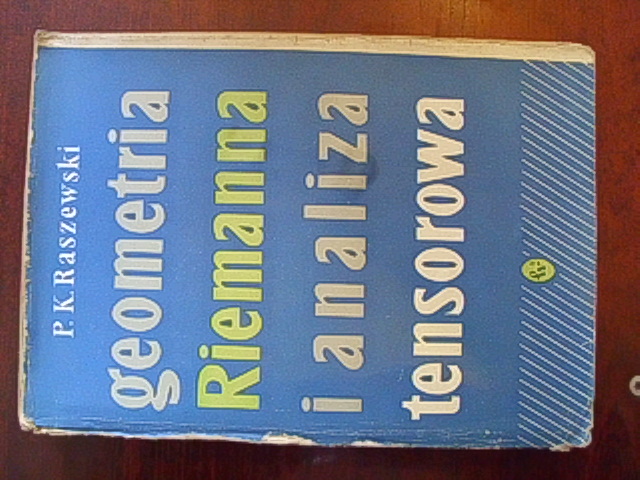 P. K. Raszewski
geometria
Riemanna
i analiza
tensorowa